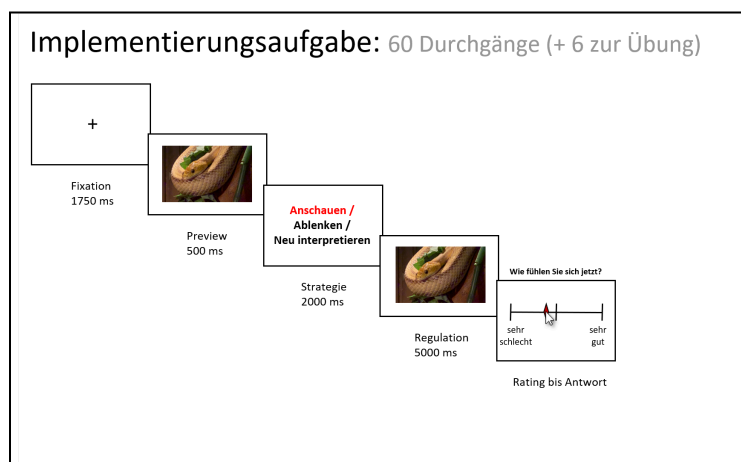 Implementierungsaufgabe: 60 Durchgänge (+ 6 zur Übung)
+
Fixation
1750 ms
Preview
500 ms
Anschauen /
Ablenken /
Neu interpretieren
Strategie
2000 ms
Regulation
5000 ms
Wie fühlen Sie sich jetzt?
sehr
schlecht
sehr
gut
Rating bis Antwort